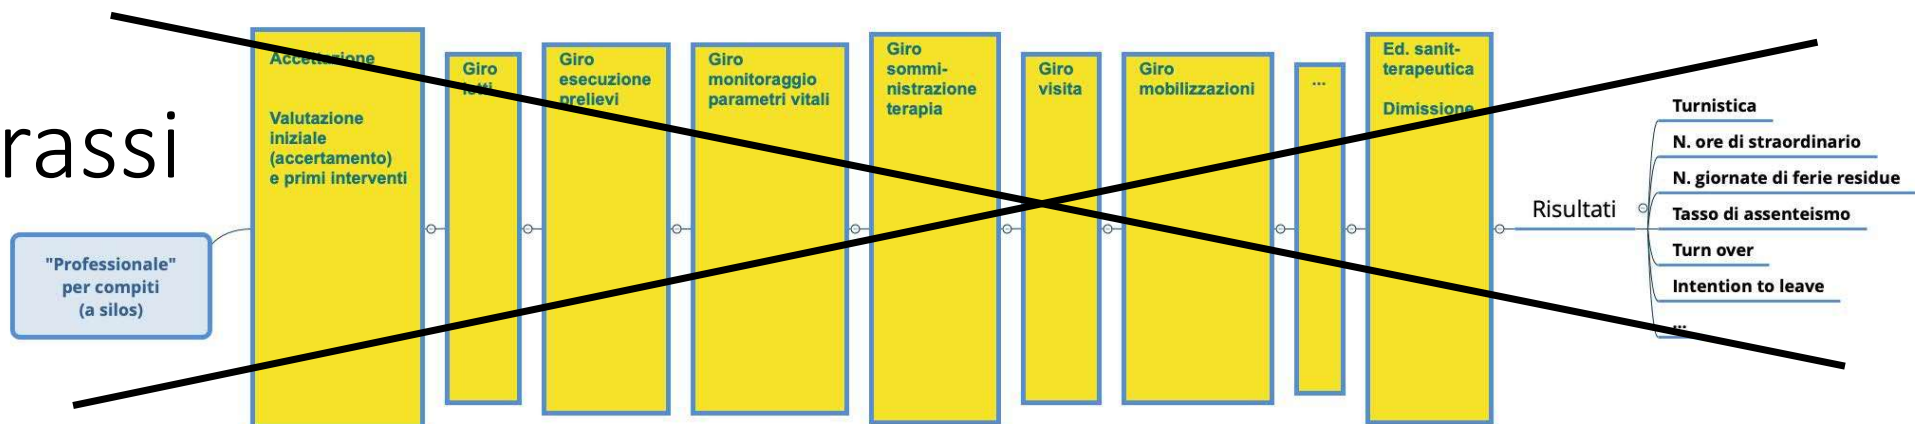 rassi
"Professionale"
per compiti
(a silos)
Accettazione
Valutazione
iniziale
(accertamento)
e primi interventi
Giro
letti
Giro
esecuzione
prelievi
Giro
monitoraggio
parametri vitali
Giro
sommi-
nistrazione
terapia
Giro
visita
Giro
mobilizzazioni
...
Ed. sanit-
terapeutica
Dimissione
Risultati
Turnistica
N. ore di straordinario
N. giornate di ferie residue
Tasso di assenteismo
Turn over
Intention to leave
...